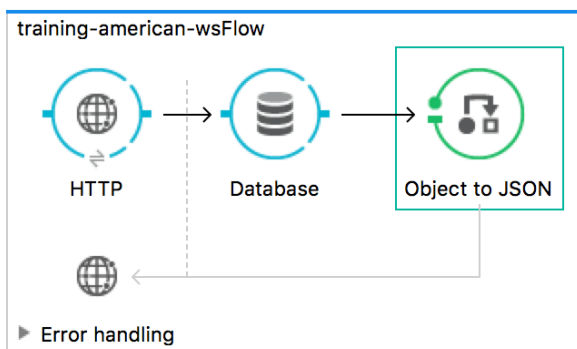 training-american-wsFlow
HTTP
Database
Object to JSON
Error handling